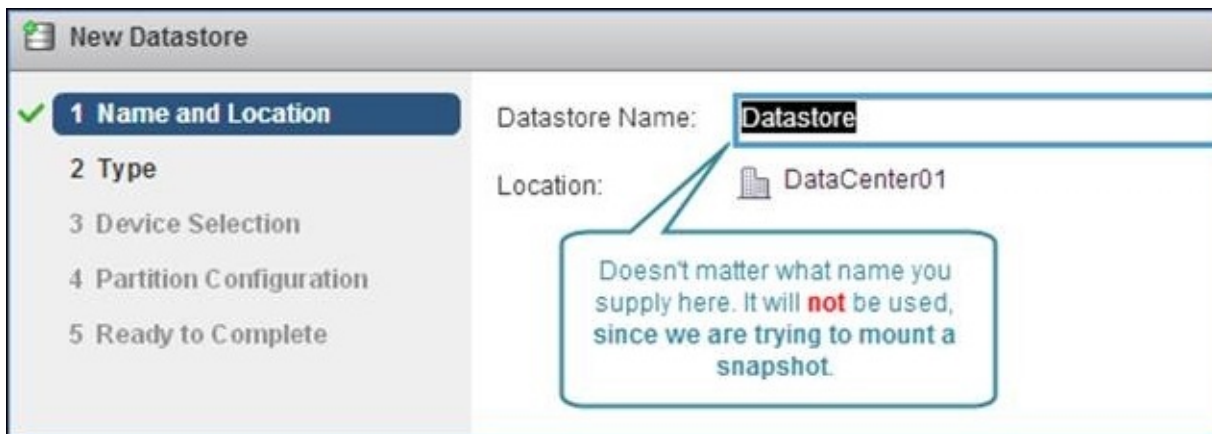 New Datastore
1 Name and Location
2 Type
3 Device Selection
4 Partition Configuration
5 Ready to Complete
Datastore Name: Datastore
Location: DataCenter01
Doesn't matter what name you
supply here. It will not be used,
since we are trying to mount a
snapshot.